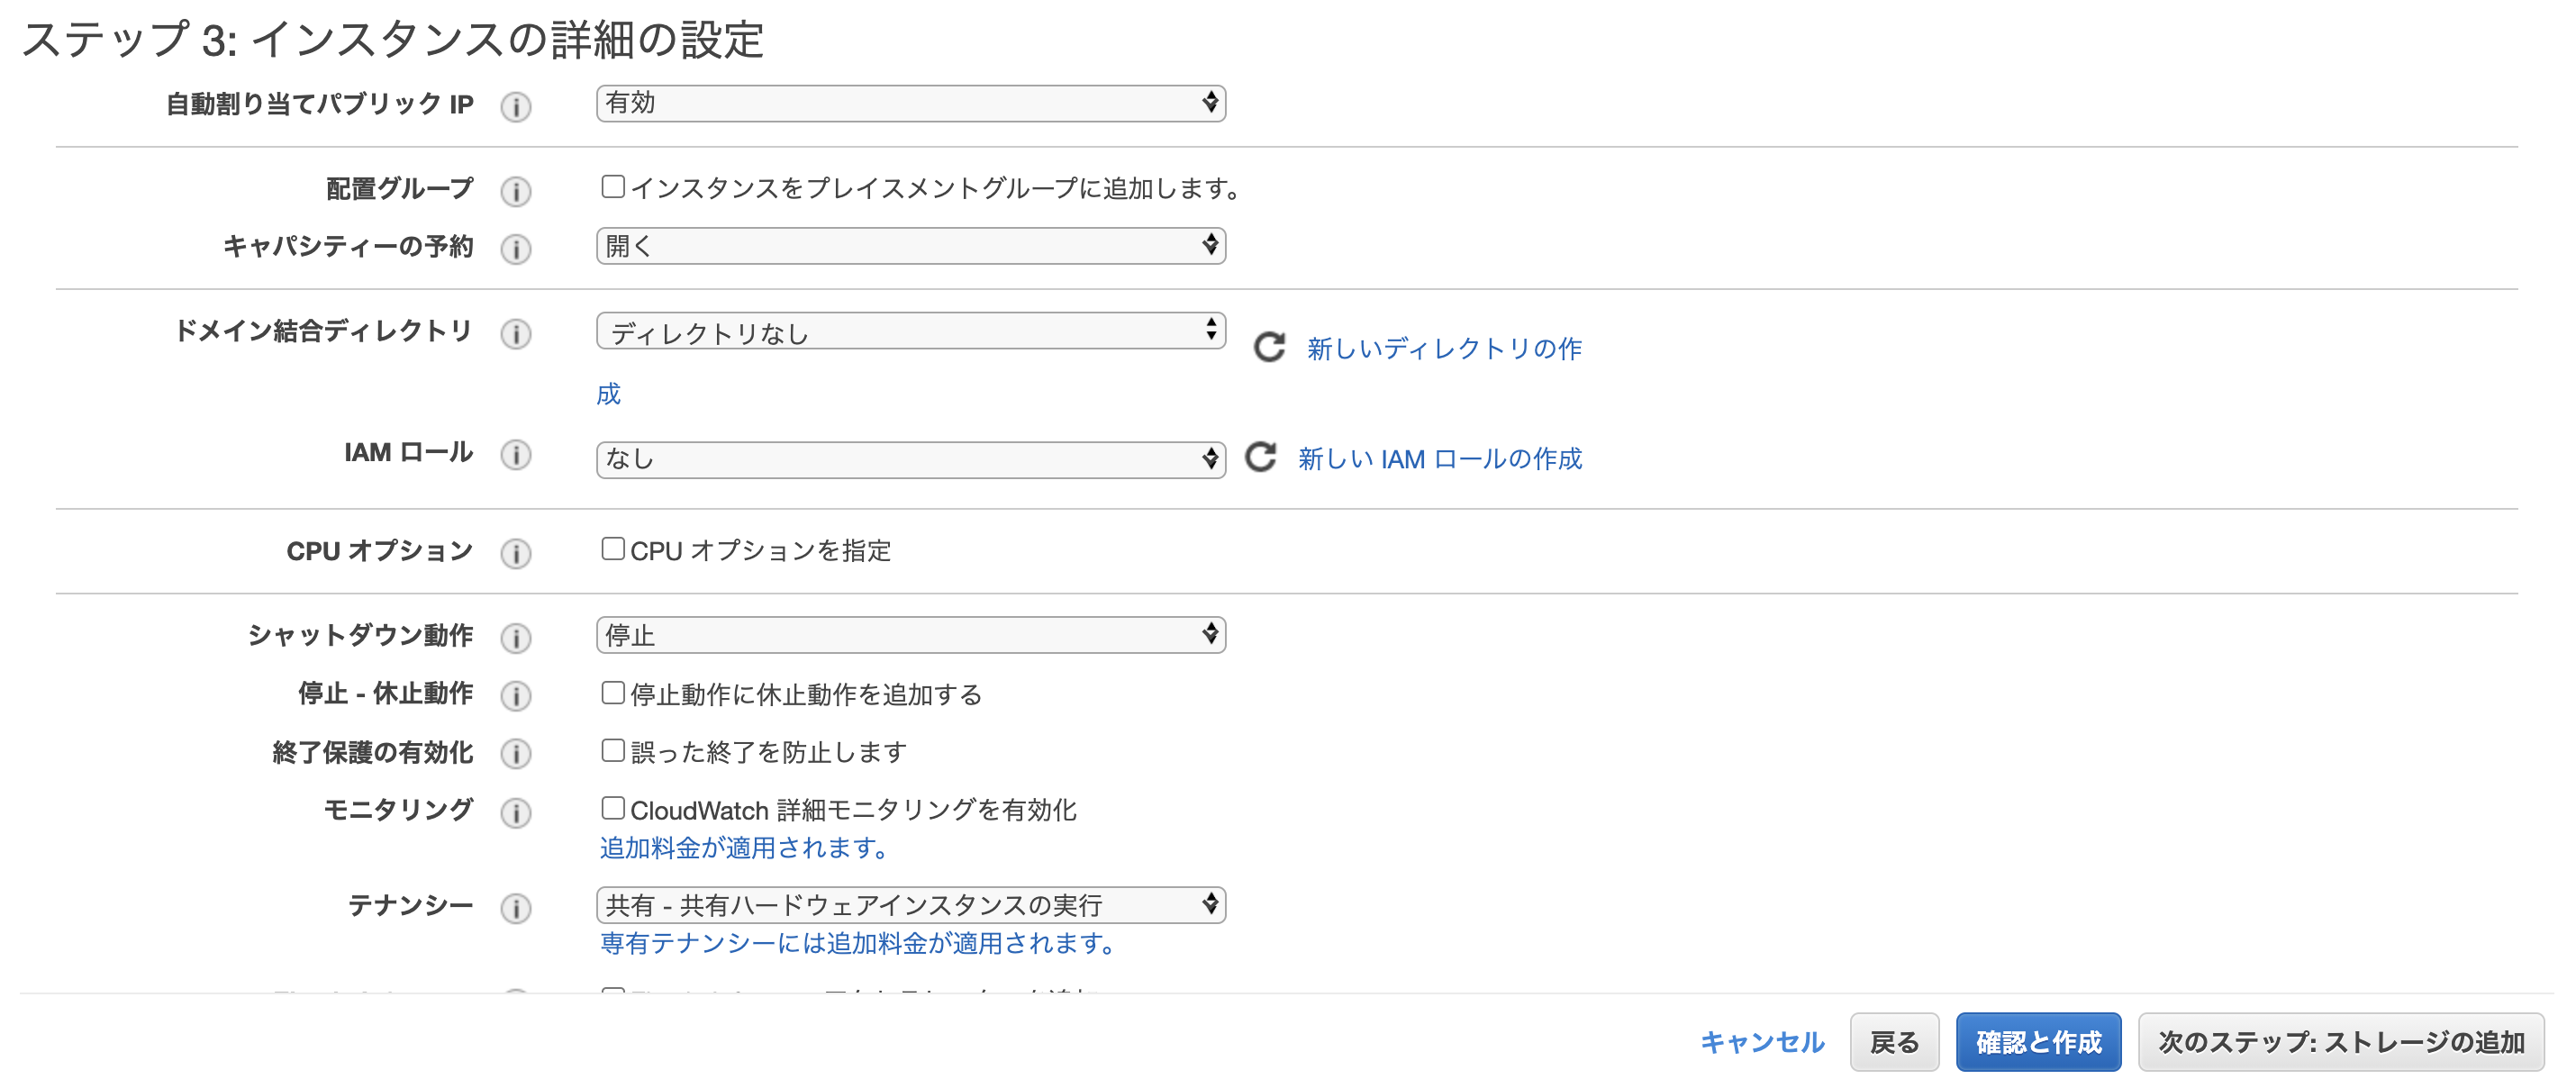 ステップ 3: インスタンスの詳細の設定
自動割り当てパブリック IP
有効
配置グループ
インスタンスをプレイスメントグループに追加します。
キャパシティーの予約
開く
ドメイン結合ディレクトリ
ディレクトリなし
新しいディレクトリの作
成
IAM ロール
なし
新しい IAM ロールの作成
CPU オプション
CPU オプションを指定
シャットダウン動作
停止
停止 - 休止動作
停止動作に休止動作を追加する
終了保護の有効化
誤った終了を防止します
モニタリング
CloudWatch 詳細モニタリングを有効化
追加料金が適用されます。
テナンシー
共有 - 共有ハードウェアインスタンスの実行
専有テナンシーには追加料金が適用されます。
キャンセル
戻る
確認と作成
次のステップ: ストレージの追加